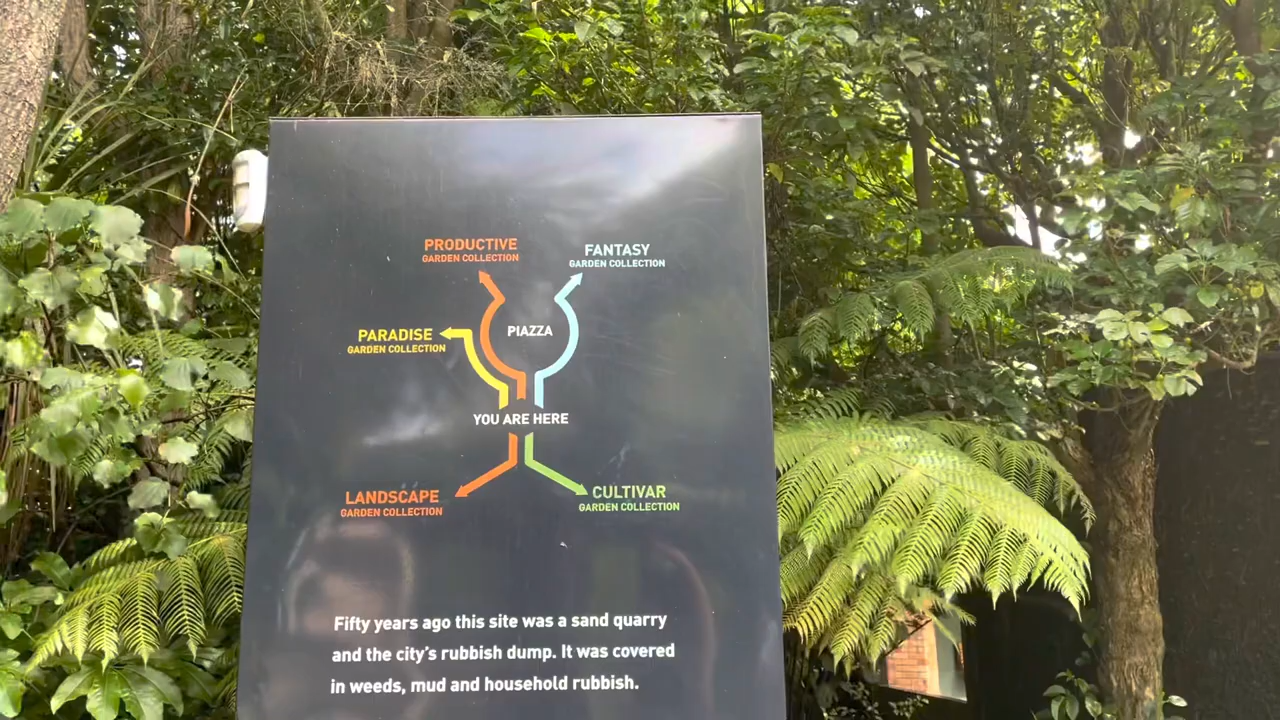 PRODUCTIVE
GARDEN COLLECTION
FANTASY
GARDEN COLLECTION
PIAZZA
PARADISE
GARDEN COLLECTION
YOU ARE HERE
LANDSCAPE
GARDEN COLLECTION
CULTIVAR
GARDEN COLLECTION
Fifty years ago this site was a sand quarry
and the city's rubbish dump. It was covered
in weeds, mud and household rubbish.